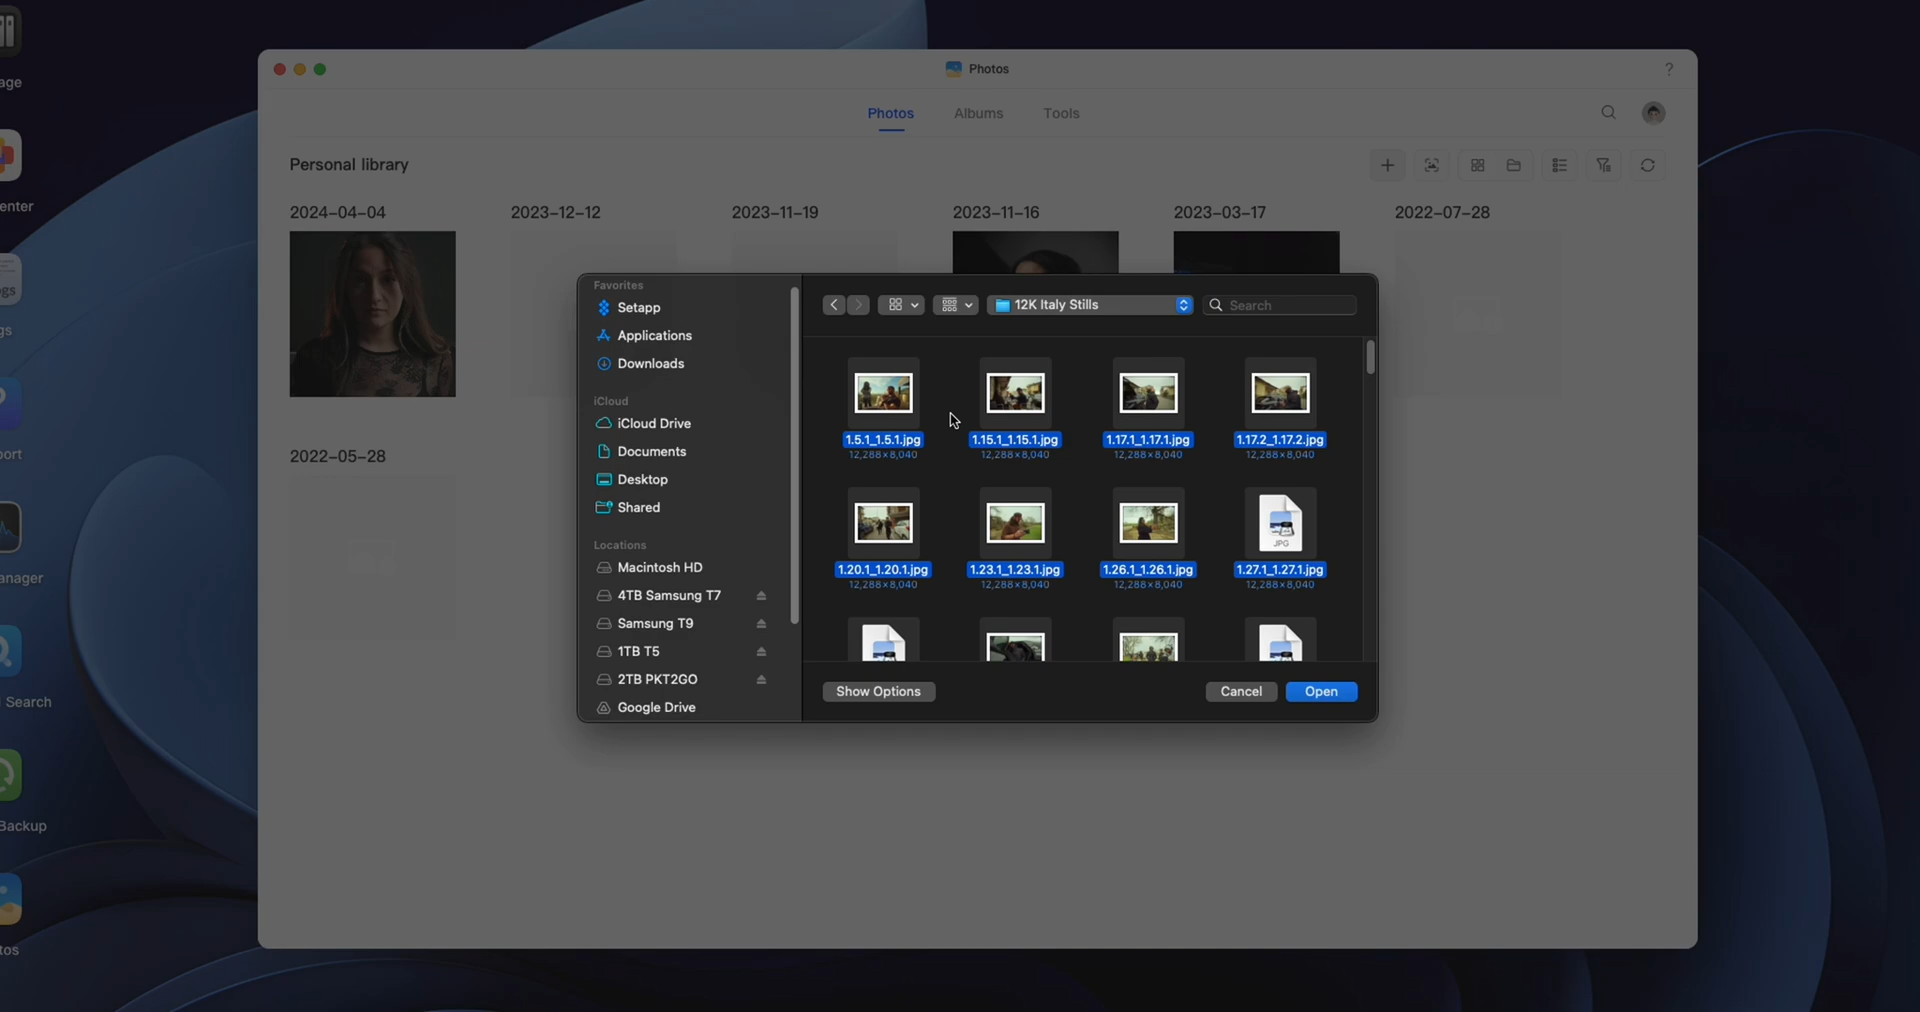 age
enter
ogs
gs
port
anager
Search
Backup
tos
Photos
?
Photos
Albums
Tools
Personal library
2024-04-04
2023-12-12
2023-11-19
2023-11-16
2023-03-17
2022-07-28
2022-05-28
Favorites
Setapp
Applications
Downloads
iCloud
iCloud Drive
Documents
Desktop
Shared
Locations
Macintosh HD
4TB Samsung T7
Samsung T9
1TB T5
2TB PKT2GO
Google Drive
12K Italy Stills
Search
1.5.1_1.5.1.jpg
12,288×8,040
1.15.1_1.15.1.jpg
12,288×8,040
1.17.1_1.17.1.jpg
12,288×8,040
1.17.2_1.17.2.jpg
12,288×8,040
1.20.1_1.20.1.jpg
12,288×8,040
1.23.1_1.23.1.jpg
12,288×8,040
1.26.1_1.26.1.jpg
12,288×8,040
JPG
1.27.1_1.27.1.jpg
12,288×8,040
Show Options
Cancel
Open